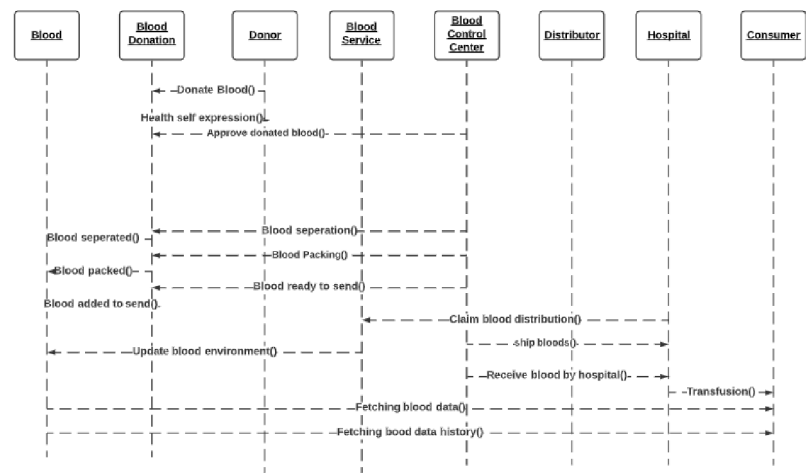 Blood
Blood
Donation
Donor
Blood
Service
Blood
Control
Center
Distributor
Hospital
Consumer
Donate Blood()
Health self expression()
Approve donated blood()
Blood seperation()
Blood seperated()
Blood Packing()
Blood packed()
Blood ready to send()
Blood added to send()
Claim blood distribution()
ship bloods()
Update blood environment()
Receive blood by hospital()
Transfusion()
Fetching blood data()
Fetching bood data history()